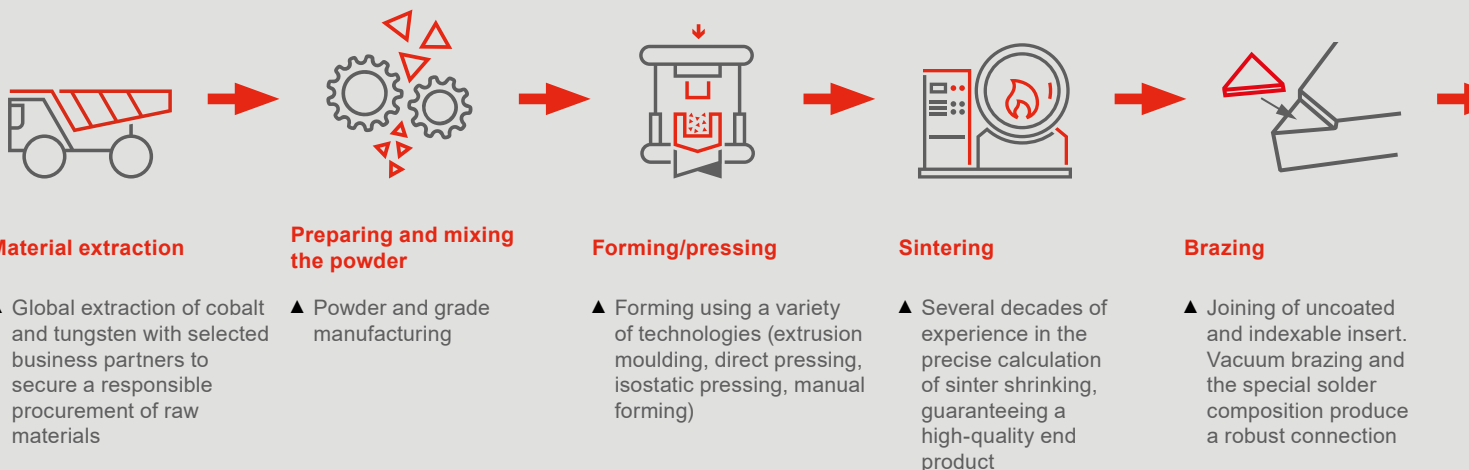 Material extraction
Global extraction of cobalt
and tungsten with selected
business partners to
secure a responsible
procurement of raw
materials
Preparing and mixing
the powder
Powder and grade
manufacturing
Forming/pressing
Forming using a variety
of technologies (extrusion
moulding, direct pressing,
isostatic pressing, manual
forming)
Sintering
Several decades of
experience in the
precise calculation
of sinter shrinking,
guaranteeing a
high-quality end
product
Brazing
Joining of uncoated
and indexable insert.
Vacuum brazing and
the special solder
composition produce
a robust connection